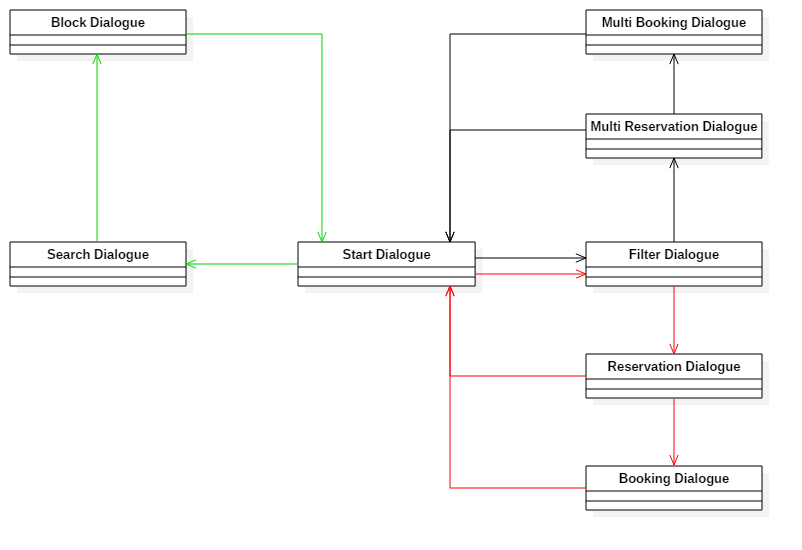 Block Dialogue
Multi Booking Dialogue
Multi Reservation Dialogue
Search Dialogue
Start Dialogue
Filter Dialogue
Reservation Dialogue
Booking Dialogue